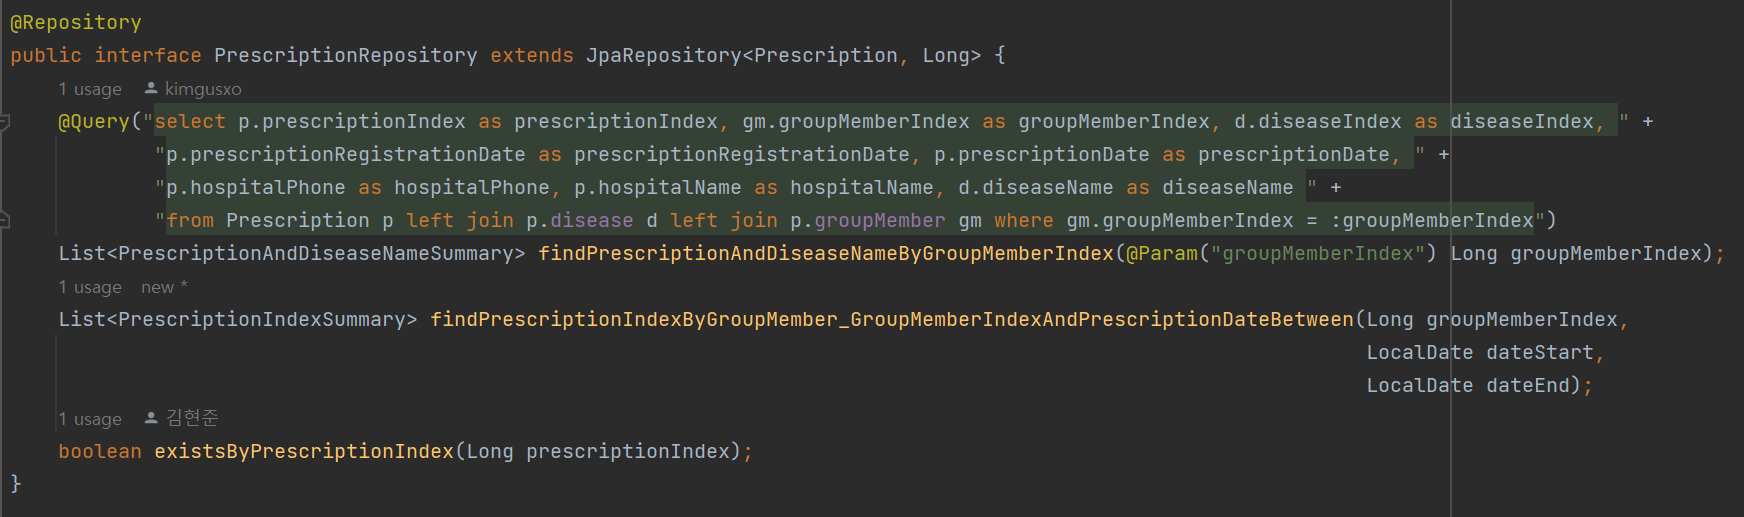 @Repository
public interface PrescriptionRepository extends JpaRepository<Prescription, Long> {
1 usage kimgusxo
@Query("select p.prescriptionIndex as prescriptionIndex, gm.groupMemberIndex as groupMemberIndex, d.diseaseIndex as diseaseIndex, " +
"p.prescriptionRegistrationDate as prescriptionRegistrationDate, p.prescriptionDate as prescriptionDate, " +
"p.hospitalPhone as hospitalPhone, p.hospitalName as hospitalName, d.diseaseName as diseaseName " +
"from Prescription p left join p.disease d left join p.groupMember gm where gm.groupMemberIndex = :groupMemberIndex")
List<PrescriptionAndDiseaseNameSummary> findPrescriptionAndDiseaseNameByGroupMemberIndex(@Param("groupMemberIndex") Long groupMemberIndex);
1 usage new *
List<PrescriptionIndexSummary> findPrescriptionIndexByGroupMember_GroupMemberIndexAndPrescriptionDateBetween(Long groupMemberIndex,
LocalDate dateStart,
LocalDate dateEnd);
1 usage 김현준
boolean existsByPrescriptionIndex(Long prescriptionIndex);
}